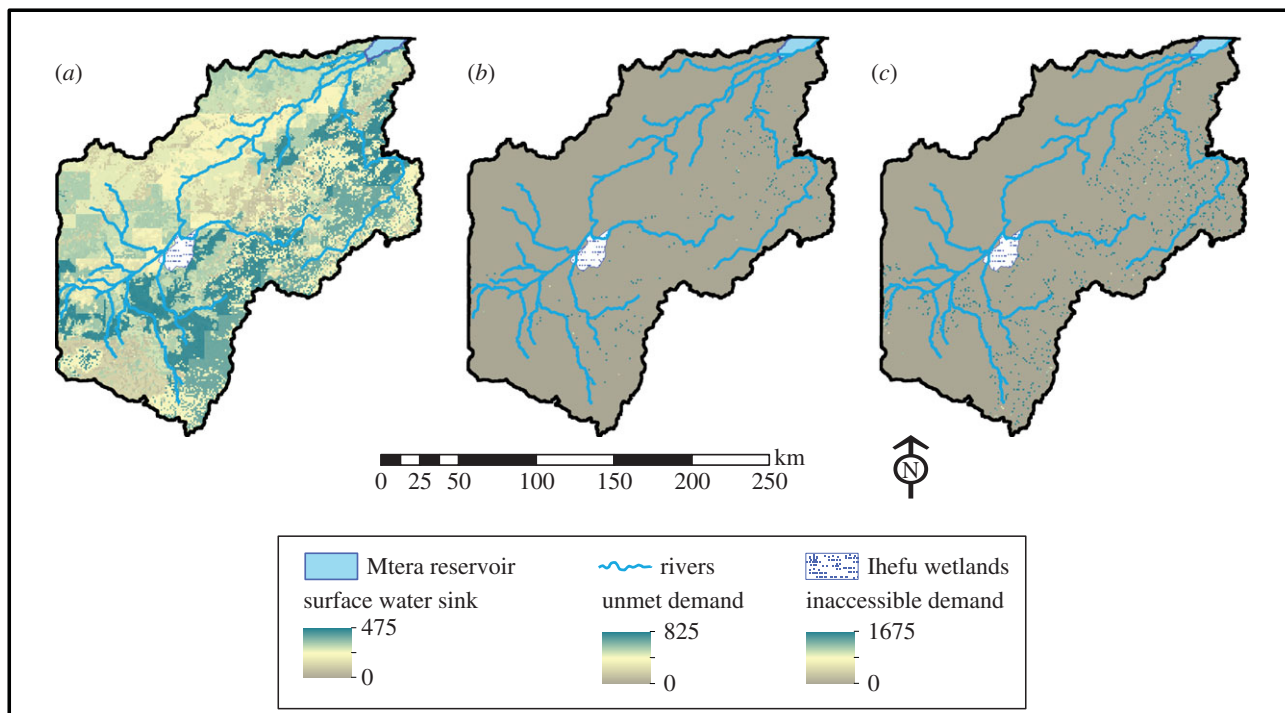 (a)
(b)
(c)
km
0 25 50 100 150 200 250
N
Mtera reservoir
rivers
Ihefu wetlands
surface water sink
unmet demand
inaccessible demand
475
825
1675
0
0
0